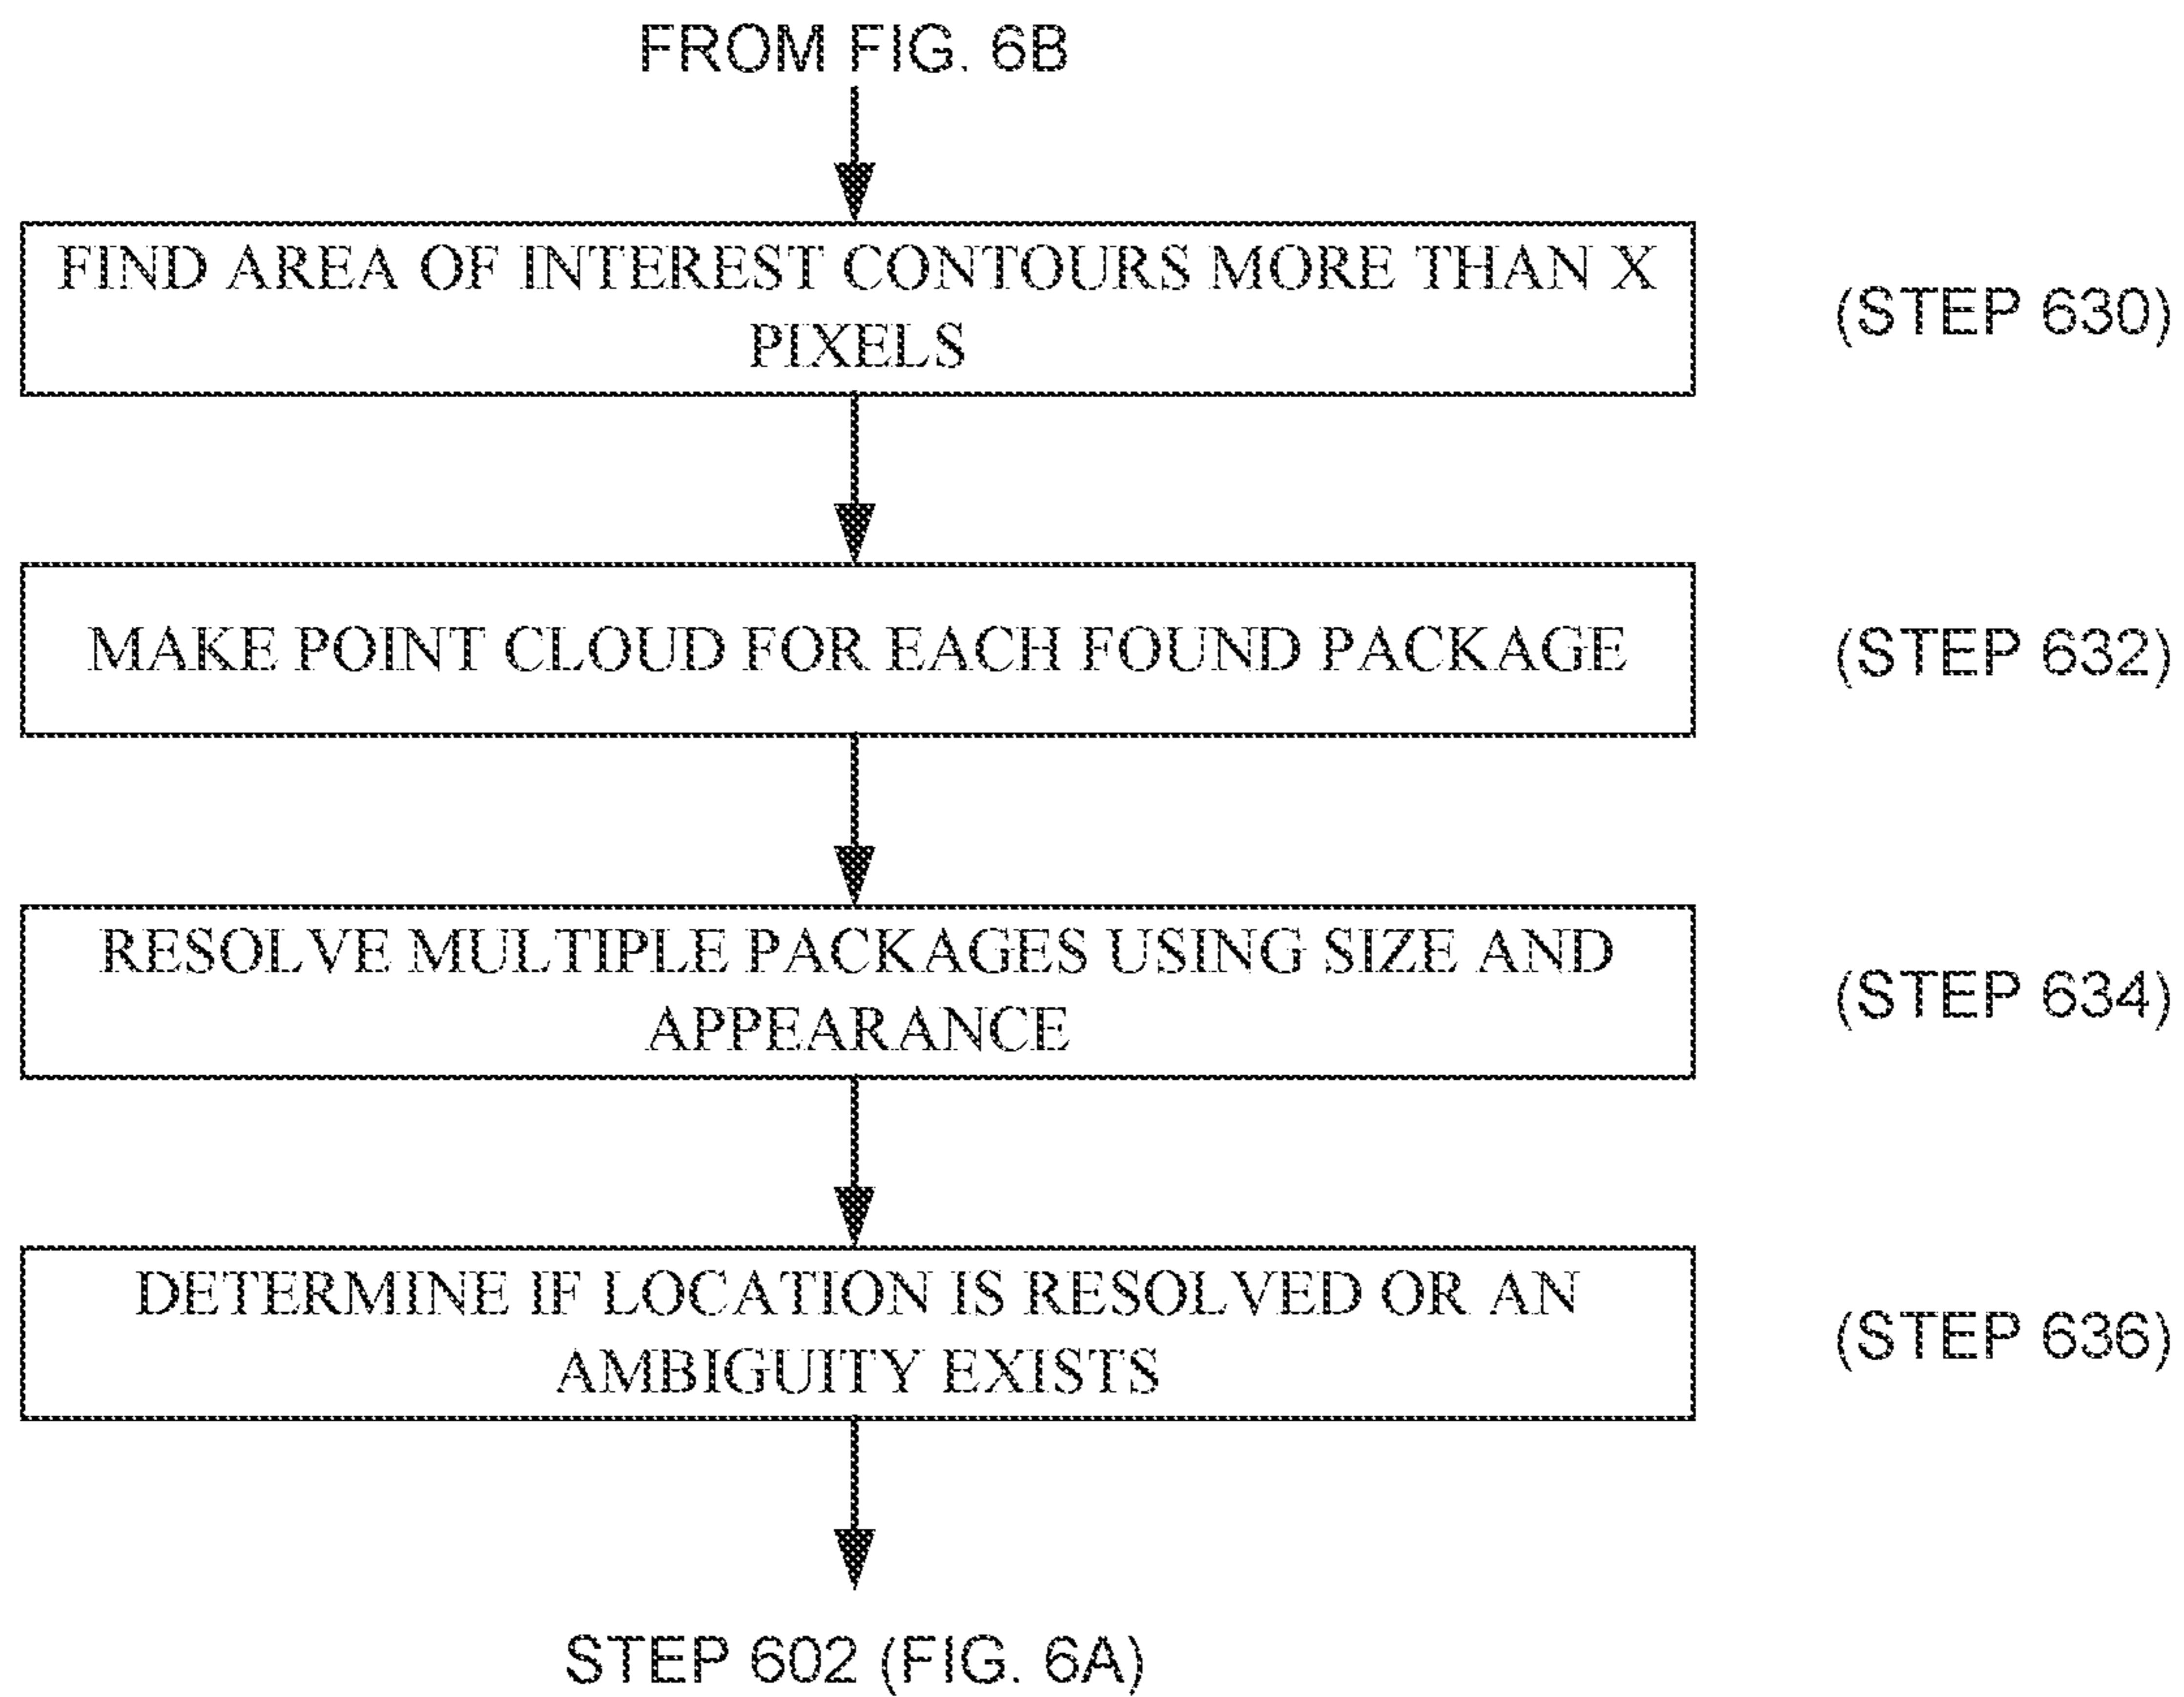 FROM FIG. 6B
FIND AREA OF INTEREST CONTOURS MORE THAN X
PIXELS
(STEP 630)
MAKE POINT CLOUD FOR EACH FOUND PACKAGE
(STEP 632)
RESOLVE MULTIPLE PACKAGES USING SIZE AND
APPEARANCE
(STEP 634)
DETERMINE IF LOCATION IS RESOLVED OR AN
AMBIGUITY EXISTS
(STEP 636)
STEP 602 (FIG. 6A)